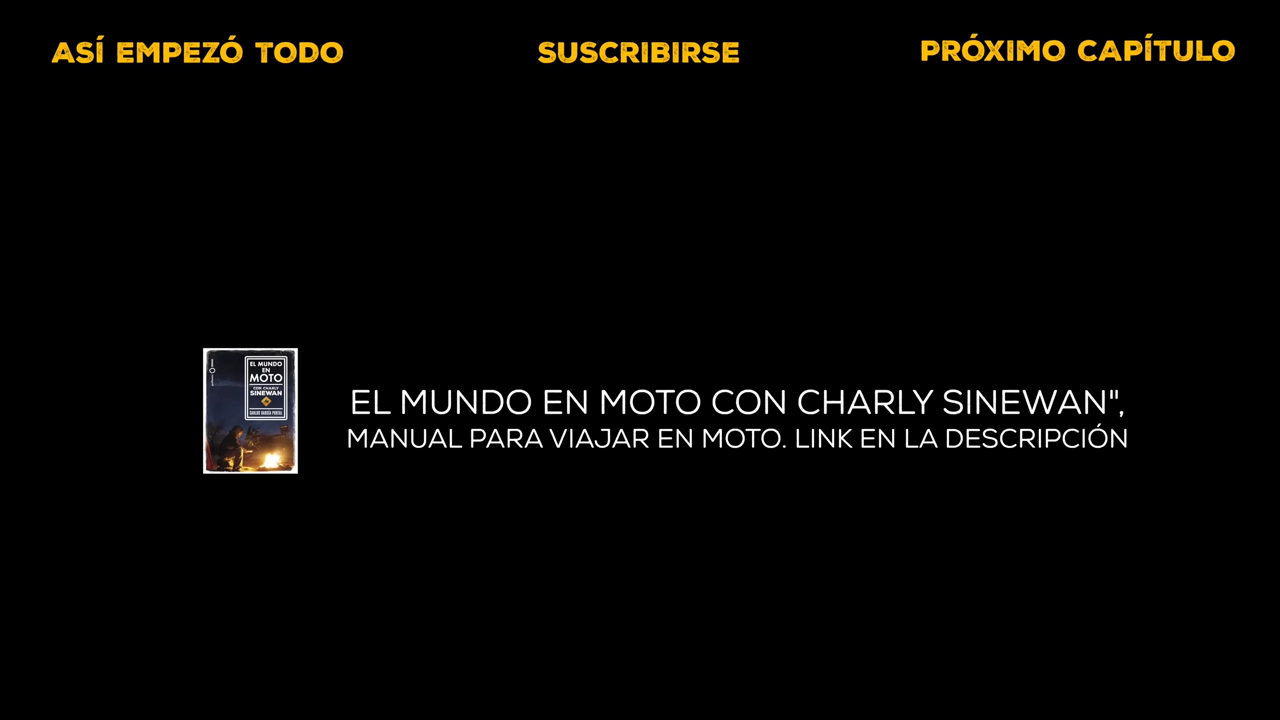 ASÍ EMPEZÓ TODO
SUSCRIBIRSE
PRÓXIMO CAPÍTULO
EL MUNDO
EN
MOTO
CON CHARLY
SINEWAN
EL MUNDO EN MOTO CON CHARLY SINEWAN",
MANUAL PARA VIAJAR EN MOTO. LINK EN LA DESCRIPCIÓN